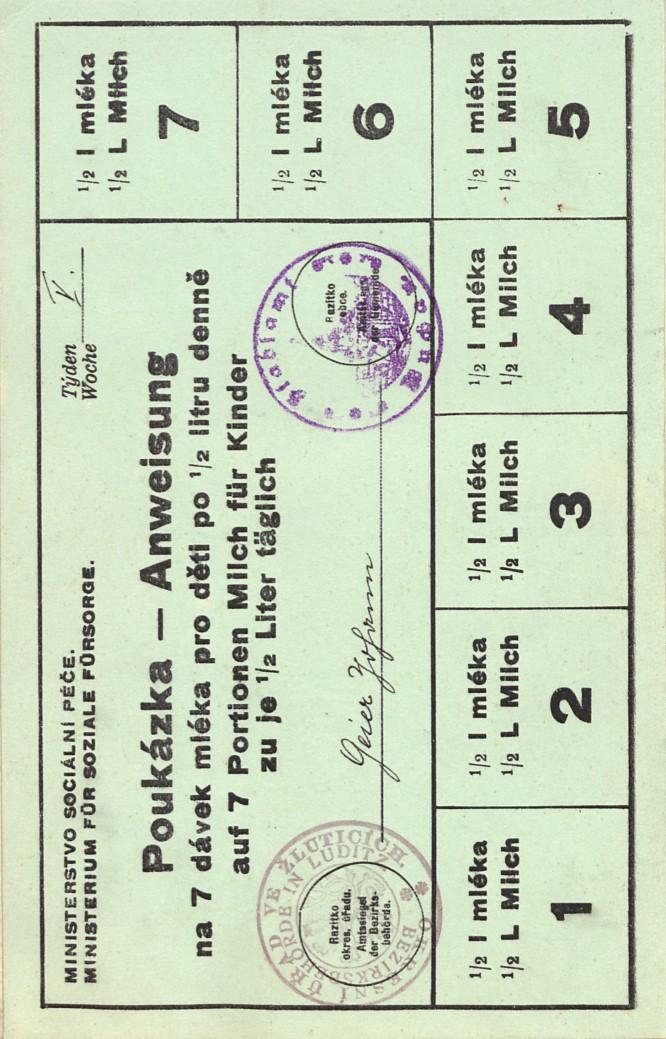 MINISTERSTVO SOCIÁLNÍ PÉČE.
MINISTERIUM FÜR SOZIALE FÜRSORGE.
Týden
Woche V.
Poukázka — Anweisung
na 7 dávek mléka pro děti po 1/2 litru denně
auf 7 Portionen Milch für Kinder
zu je 1/2 Liter täglich
Geier Johann
OKRESNÍ ÚŘAD VE ŽLUTICÍCH
BEZIRKSBEHÖRDE IN LUDITZ
Razítko
okres. úřadu.
Amtssiegel
der Bezirks-
behörde.
Stadtamt
Buchau
Razítko
obce.
der Gemeinde
1/2 l mléka
1/2 L Milch
7
1/2 l mléka
1/2 L Milch
6
1/2 l mléka
1/2 L Milch
1
1/2 l mléka
1/2 L Milch
2
1/2 l mléka
1/2 L Milch
3
1/2 l mléka
1/2 L Milch
4
1/2 l mléka
1/2 L Milch
5